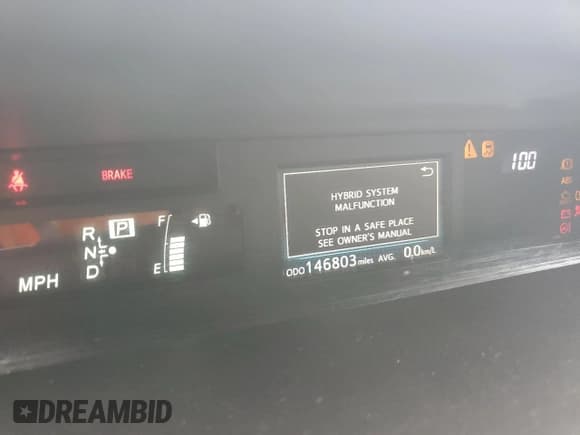 BRAKE
100
ABS
HYBRID SYSTEM
MALFUNCTION
STOP IN A SAFE PLACE
SEE OWNER'S MANUAL
ODO 146803 miles AVG. 0.0 km/L
R P
N
D
F
E
MPH
DREAMBID